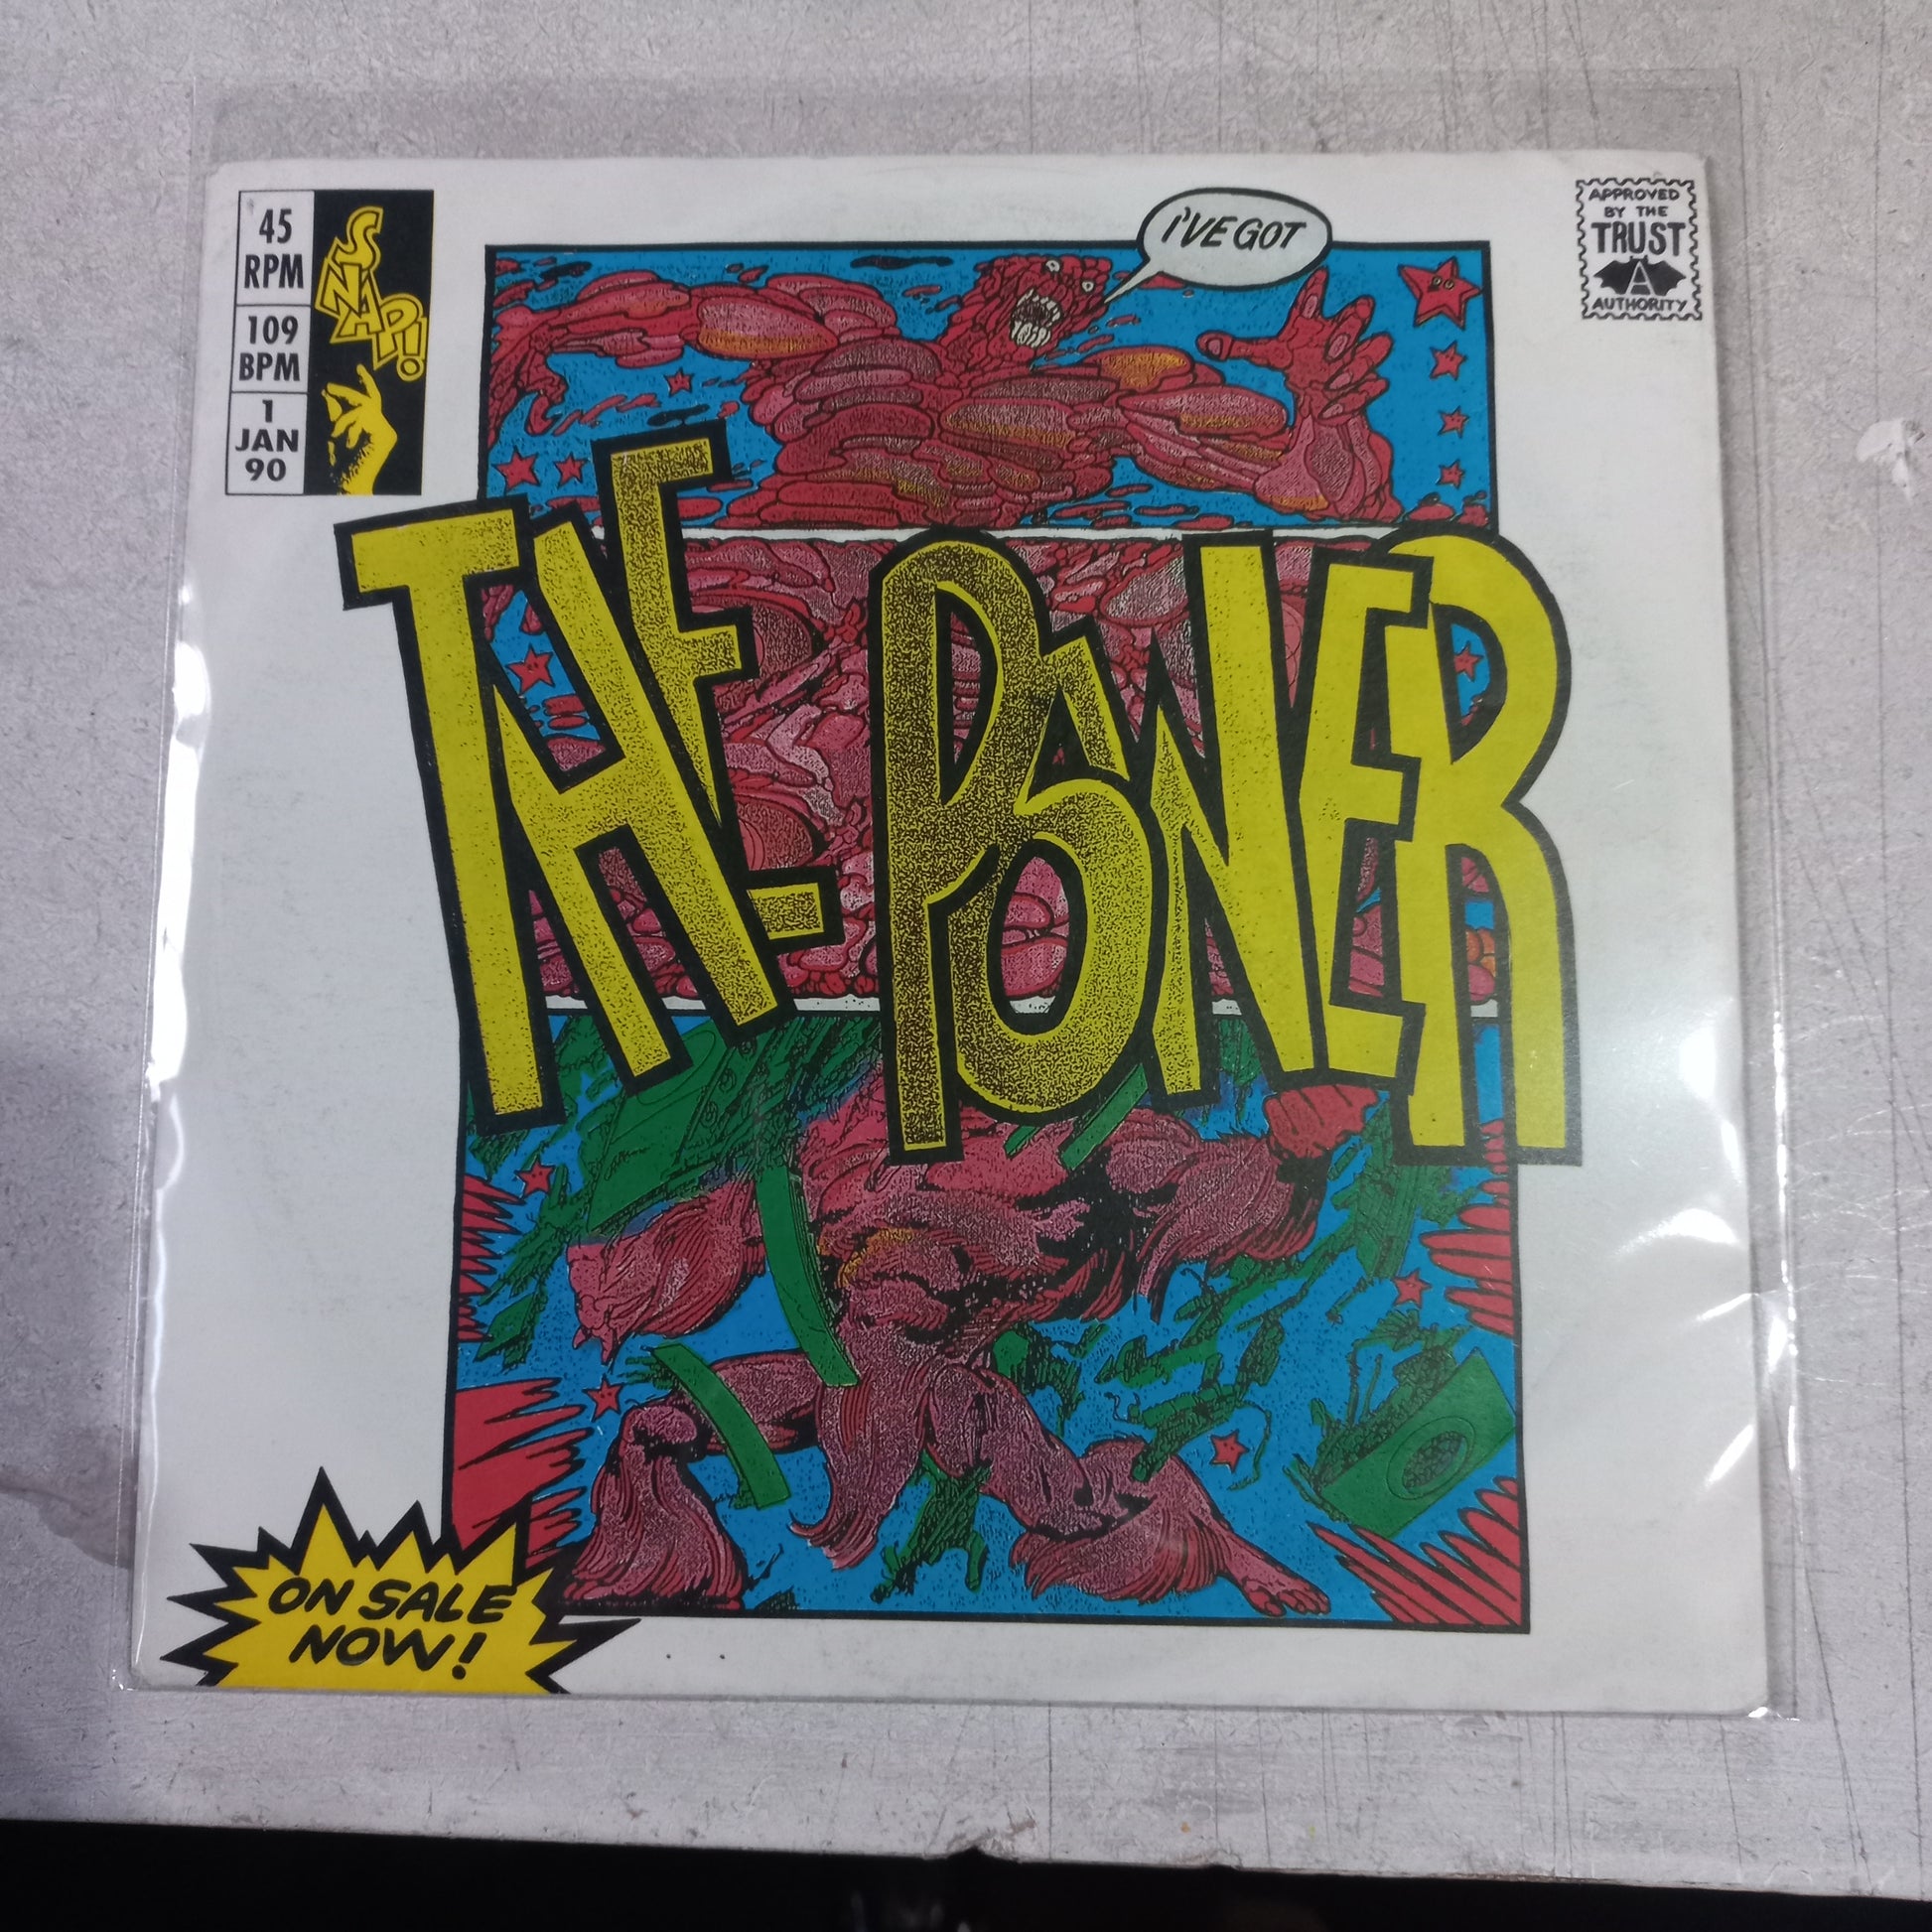 45
RPM
109
BPM
1
JAN
90
SNAP!
I'VE GOT
APPROVED
BY THE
TRUST
A
AUTHORITY
THE POWER
ON SALE
NOW!